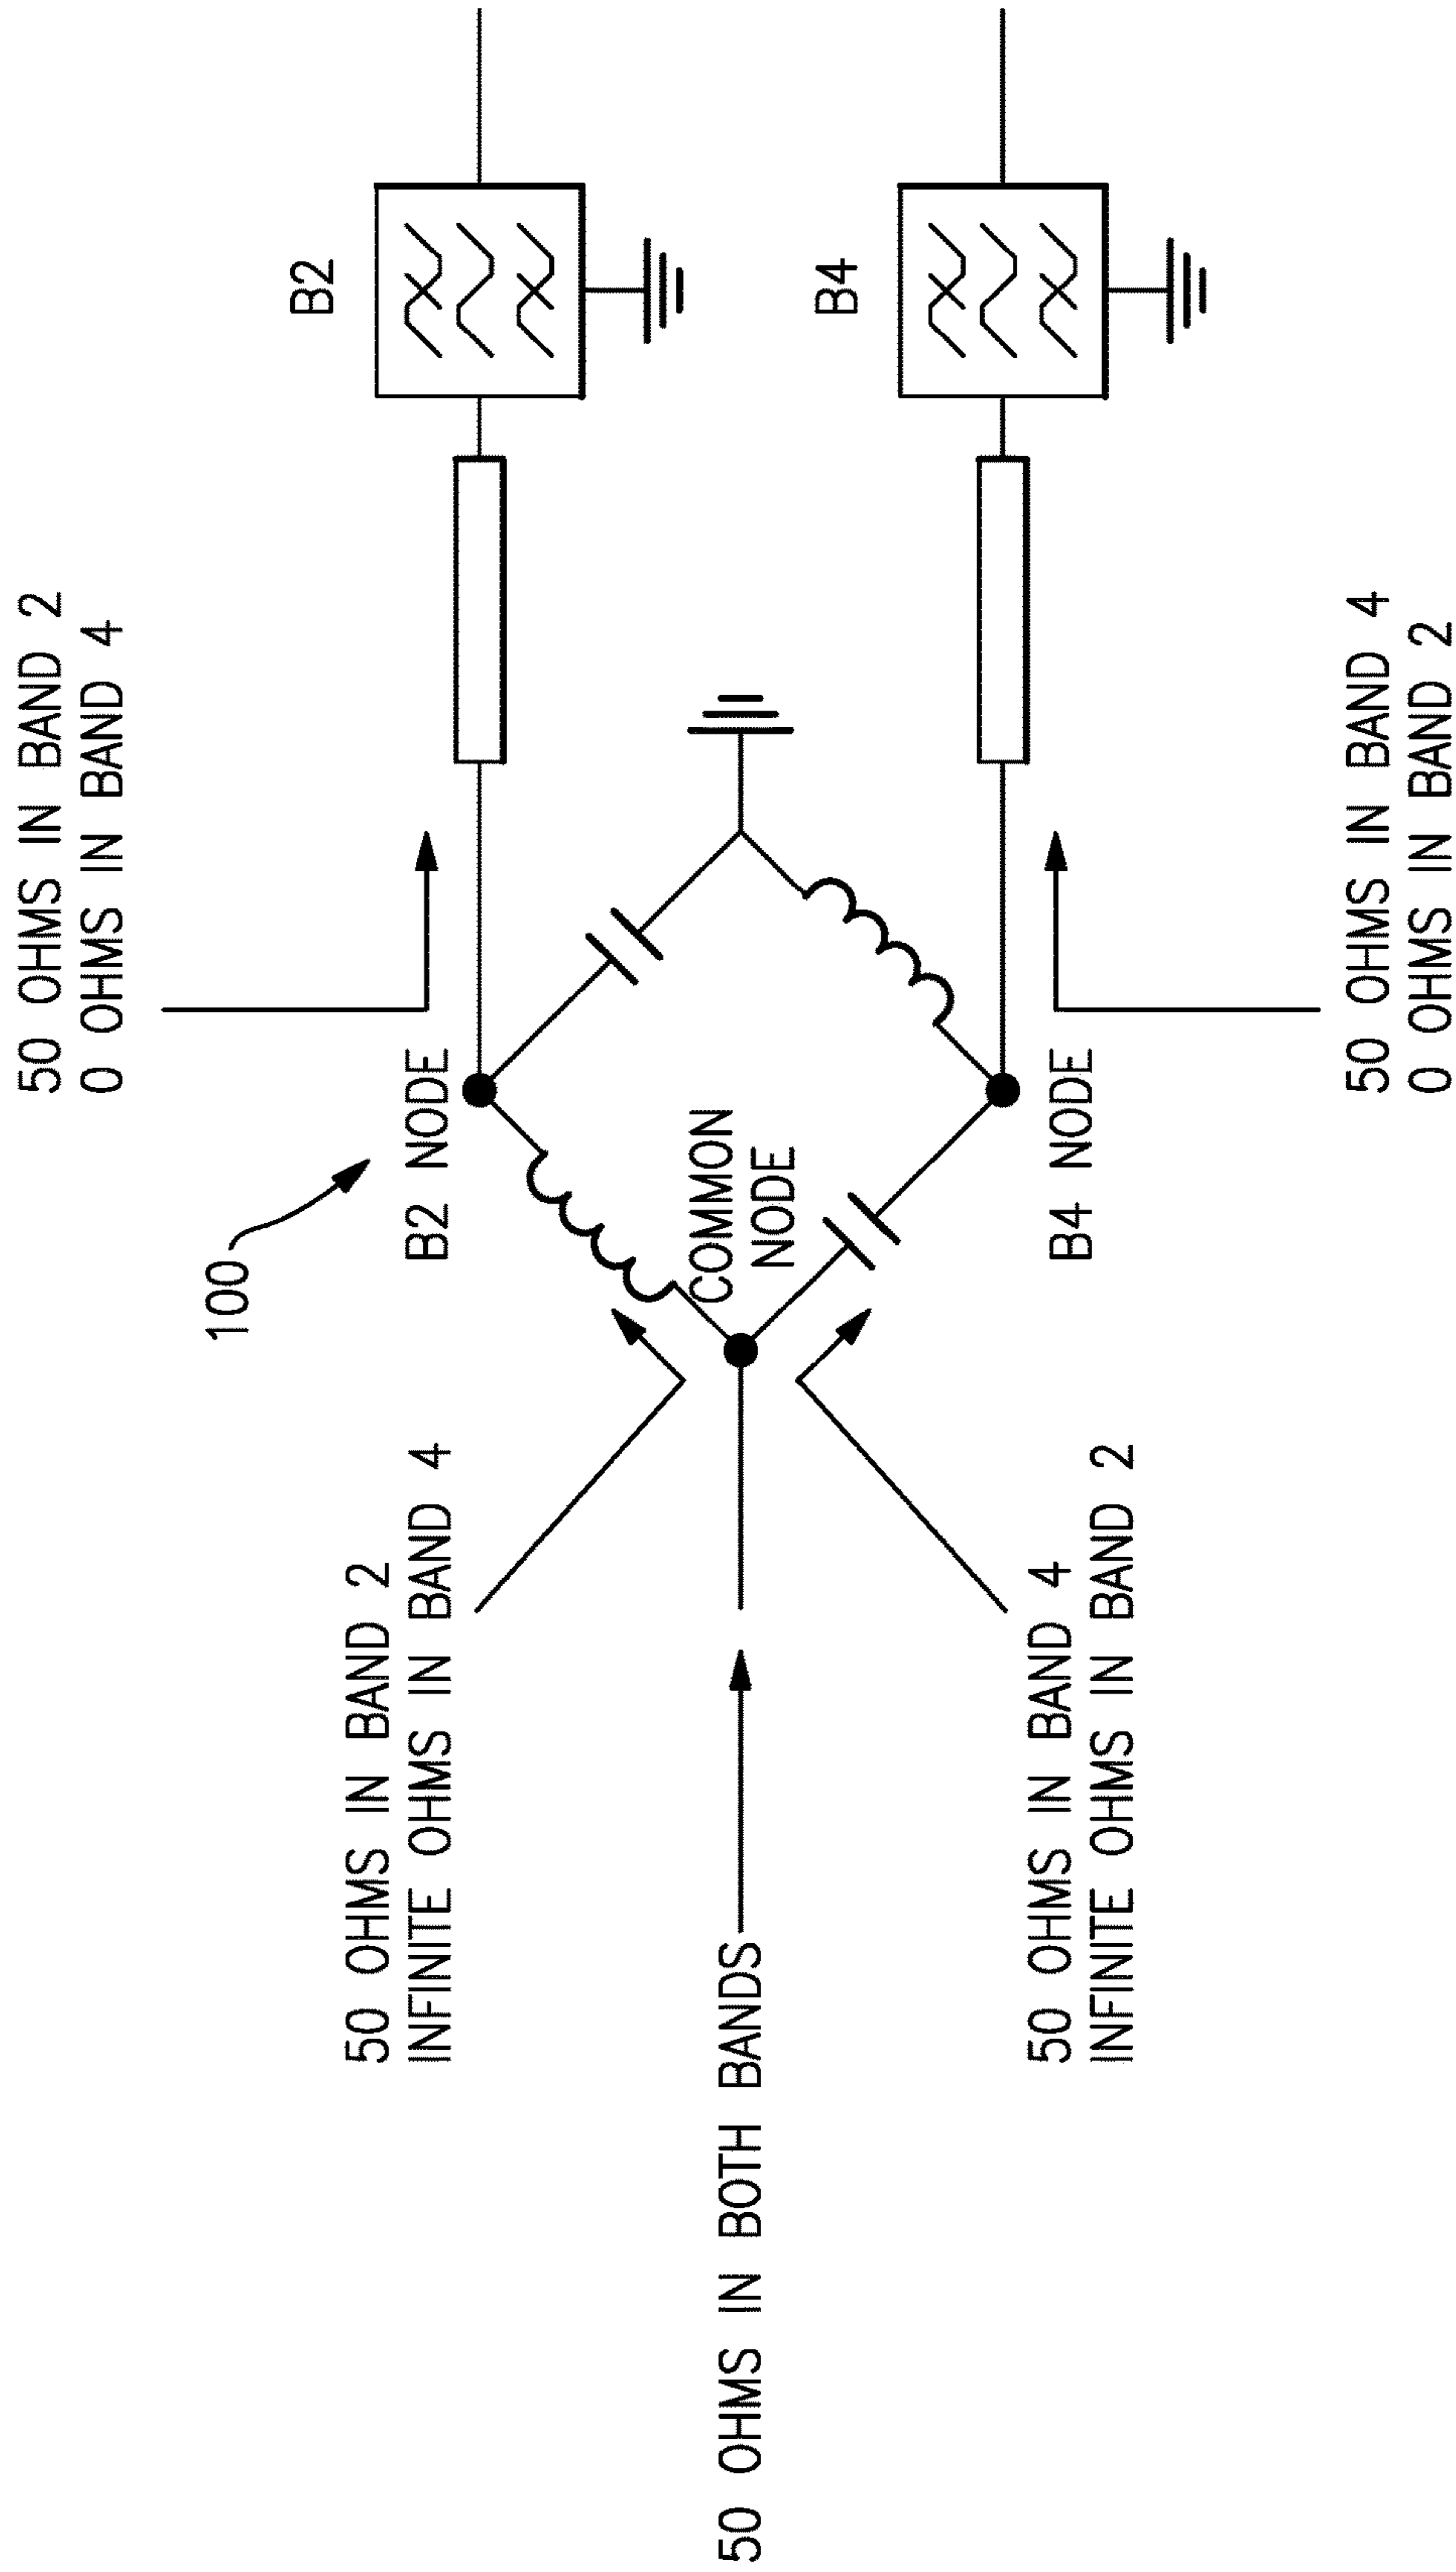 50 OHMS IN BAND 2
0 OHMS IN BAND 4
B2
100
B2 NODE
50 OHMS IN BAND 2
INFINITE OHMS IN BAND 4
COMMON
NODE
50 OHMS IN BOTH BANDS
B4
B4 NODE
50 OHMS IN BAND 4
INFINITE OHMS IN BAND 2
50 OHMS IN BAND 4
0 OHMS IN BAND 2